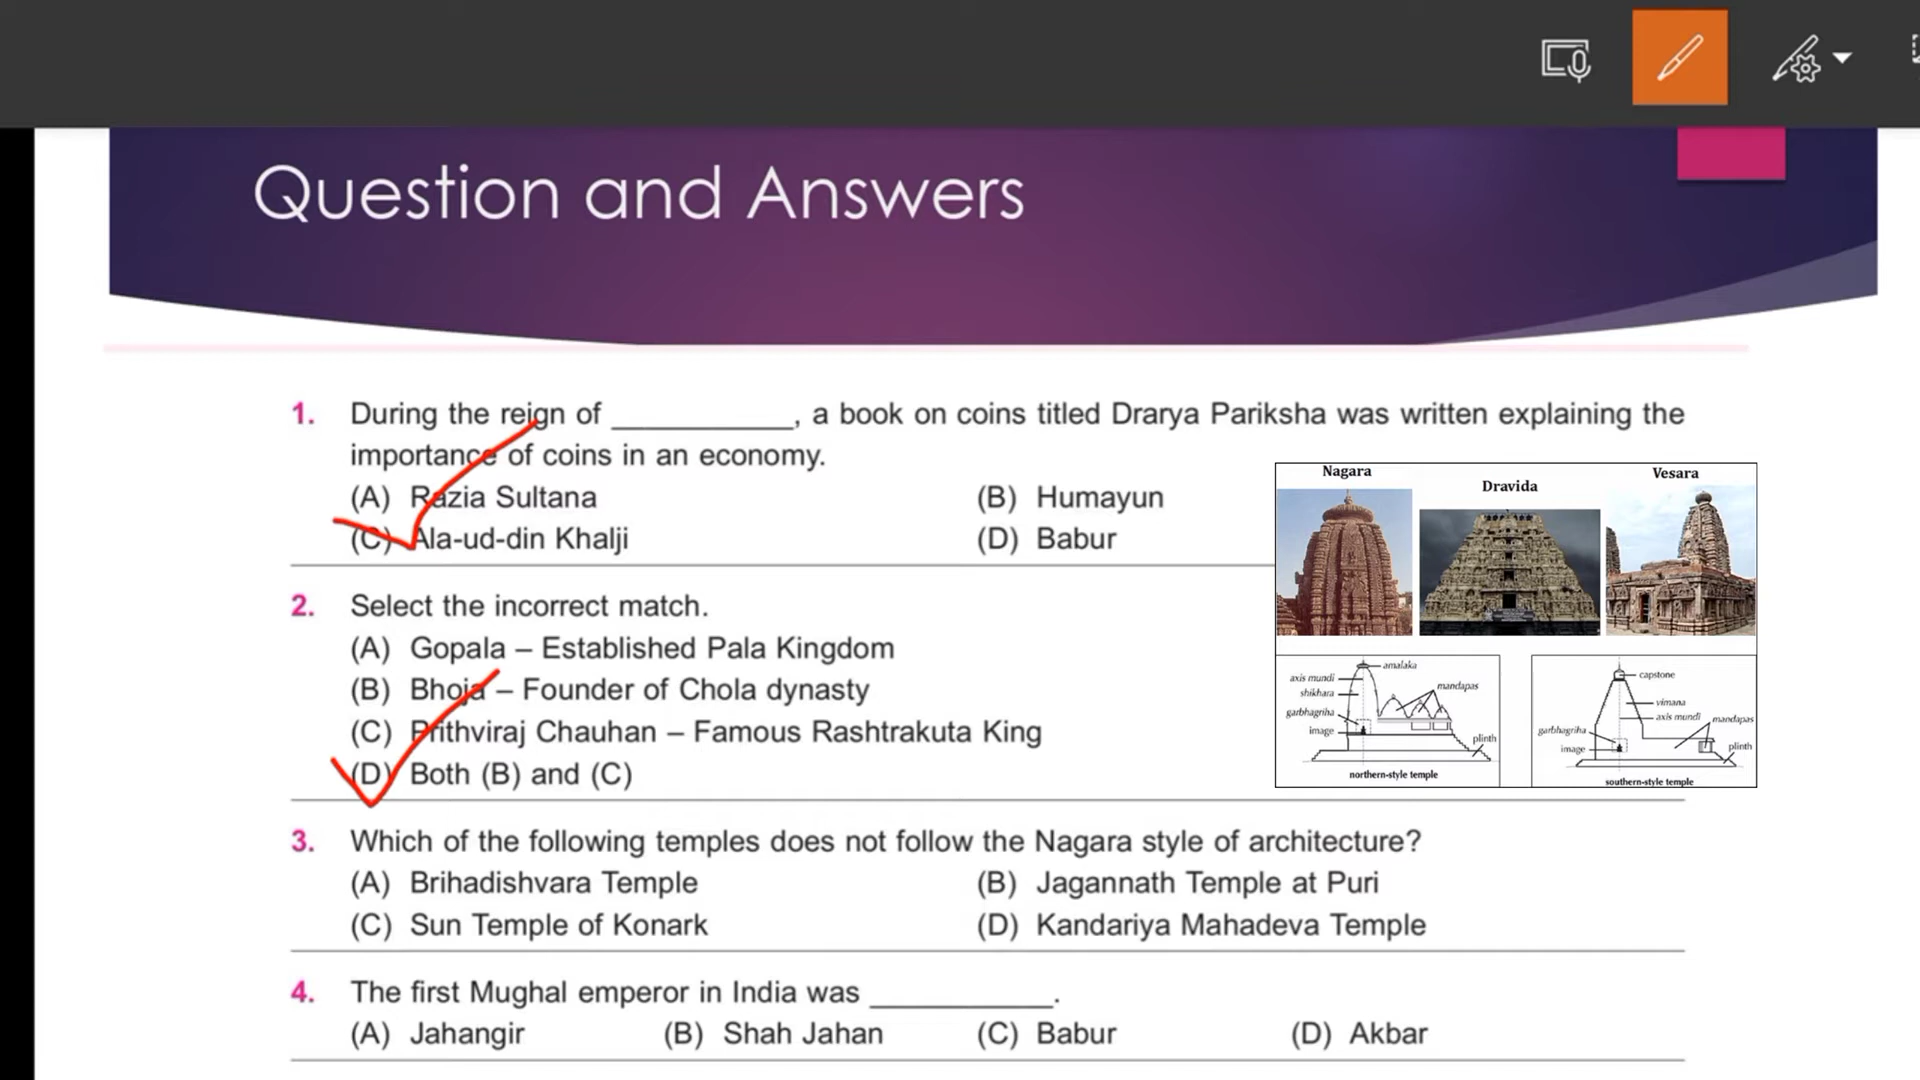 Question and Answers
1. During the reign of ___________, a book on coins titled Drarya Pariksha was written explaining the
importance of coins in an economy.
(A) Razia Sultana (B) Humayun
(C) Ala-ud-din Khalji (D) Babur
2. Select the incorrect match.
(A) Gopala – Established Pala Kingdom
(B) Bhoja – Founder of Chola dynasty
(C) Prithviraj Chauhan – Famous Rashtrakuta King
(D) Both (B) and (C)
Nagara
Dravida
Vesara
amalaka
axis mundi
shikhara
mandapas
garbhagriha
image
plinth
northern-style temple
capstone
vimana
axis mundi
mandapas
garbhagriha
image
plinth
southern-style temple
3. Which of the following temples does not follow the Nagara style of architecture?
(A) Brihadishvara Temple (B) Jagannath Temple at Puri
(C) Sun Temple of Konark (D) Kandariya Mahadeva Temple
4. The first Mughal emperor in India was ___________.
(A) Jahangir (B) Shah Jahan (C) Babur (D) Akbar